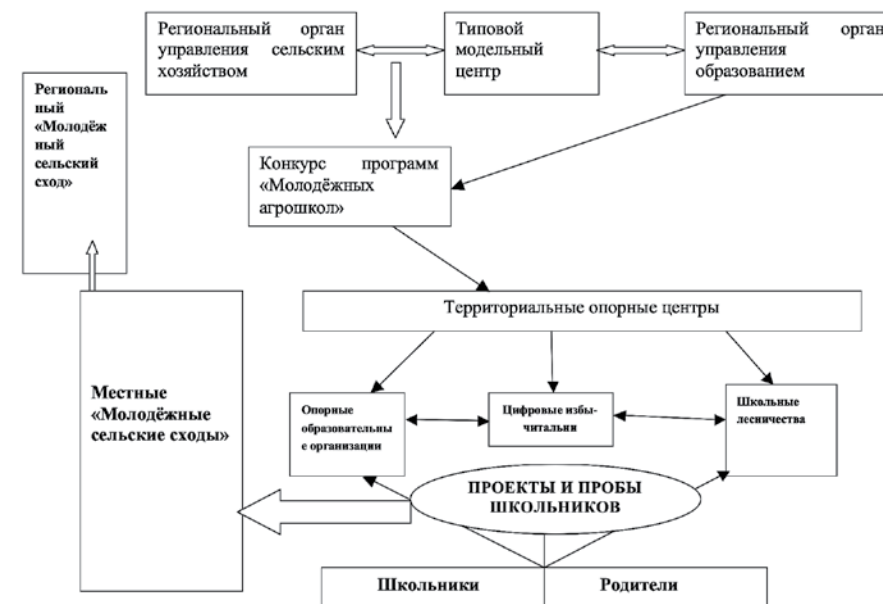 Региональный орган
управления сельским
хозяйством
Типовой
модельный
центр
Региональный орган
управления
образованием
Региональ
ный
«Молодёж
ный
сельский
сход»
Конкурс программ
«Молодёжных
агрошкол»
Территориальные опорные центры
Местные
«Молодёжные
сельские сходы»
Опорные
образовательны
е организации
Цифровые избы-
читальни
Школьные
лесничества
ПРОЕКТЫ И ПРОБЫ
ШКОЛЬНИКОВ
Школьники
Родители